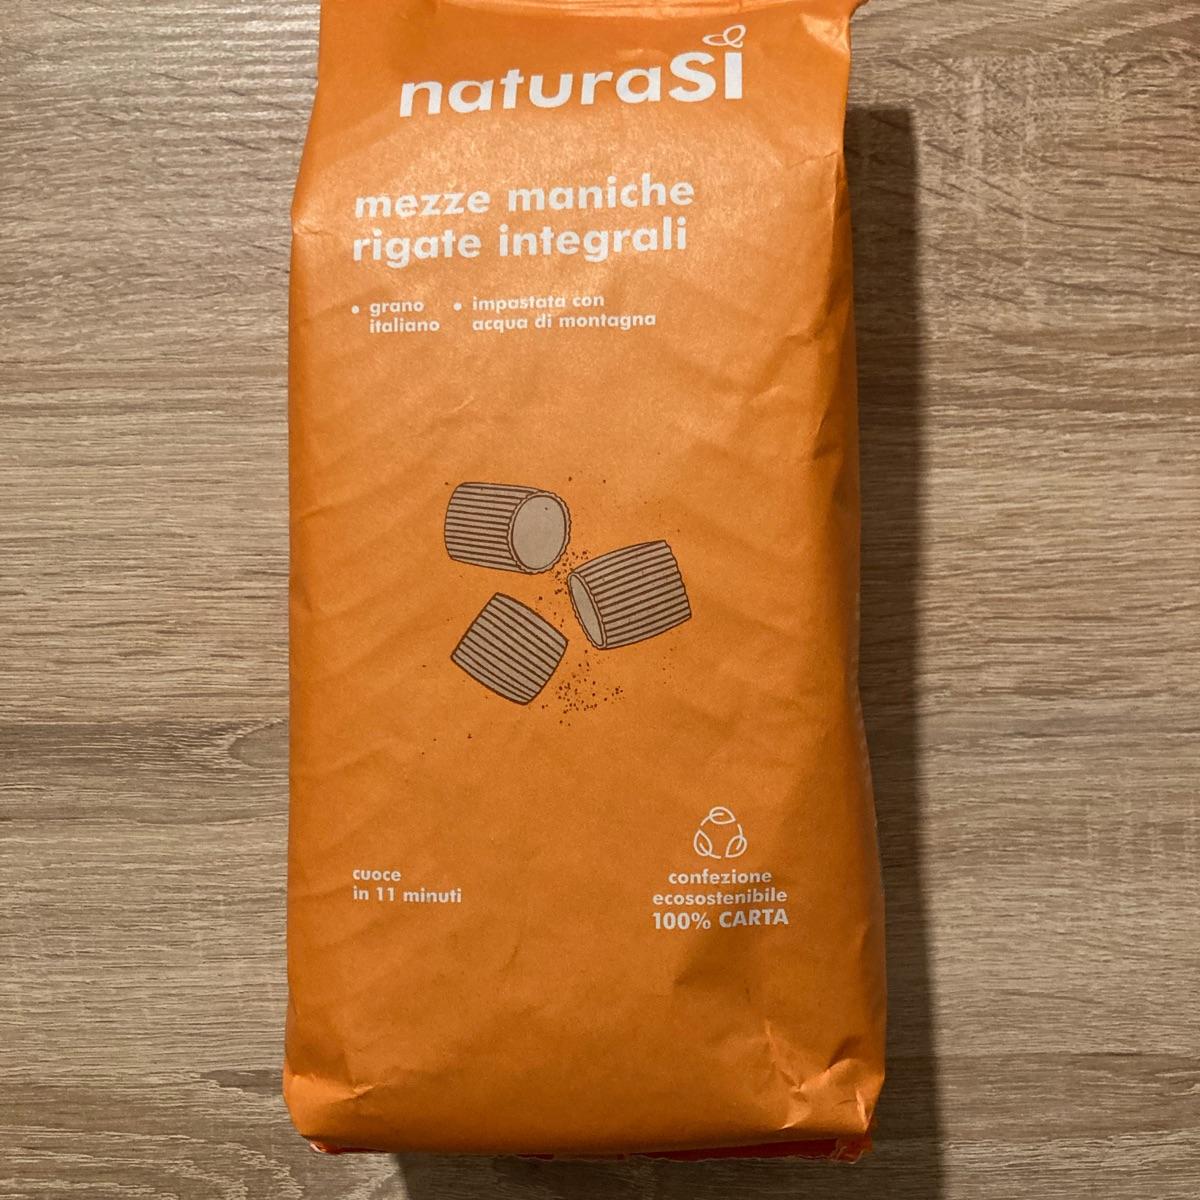 naturaSì
mezze maniche
rigate integrali
• grano
italiano
• impastata con
acqua di montagna
cuoce
in 11 minuti
confezione
ecosostenibile
100% CARTA